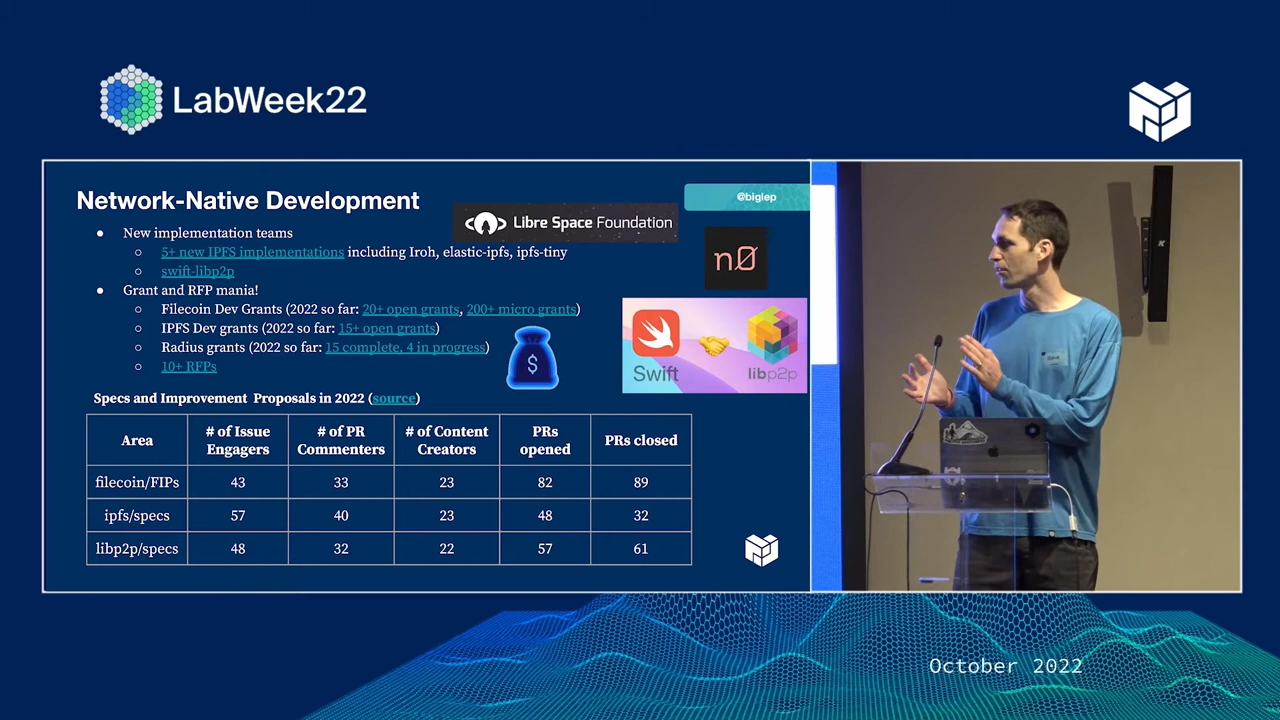 LabWeek22
Network-Native Development
@biglep
Libre Space Foundation
● New implementation teams
○ 5+ new IPFS implementations including Iroh, elastic-ipfs, ipfs-tiny
○ swift-libp2p
n0
● Grant and RFP mania!
○ Filecoin Dev Grants (2022 so far: 20+ open grants, 200+ micro grants)
○ IPFS Dev grants (2022 so far: 15+ open grants)
○ Radius grants (2022 so far: 15 complete, 4 in progress)
○ 10+ RFPs
$
Swift
libp2p
Specs and Improvement Proposals in 2022 (source)
Area | # of Issue Engagers | # of PR Commenters | # of Content Creators | PRs opened | PRs closed
filecoin/FIPs | 43 | 33 | 23 | 82 | 89
ipfs/specs | 57 | 40 | 23 | 48 | 32
libp2p/specs | 48 | 32 | 22 | 57 | 61
October 2022